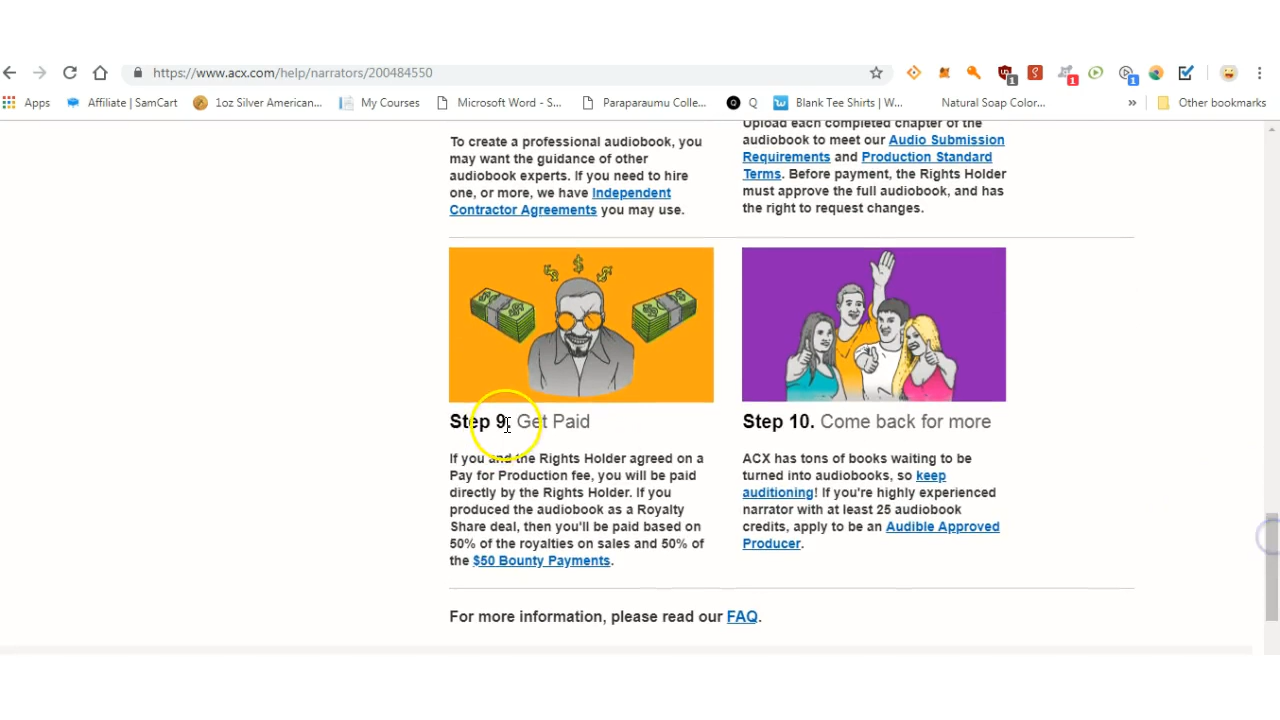 https://www.acx.com/help/narrators/200484550
1
1
1
Apps
Affiliate | SamCart
1oz Silver American...
My Courses
Microsoft Word - S...
Paraparaumu Colle...
Q
Blank Tee Shirts | W...
Natural Soap Color...
»
Other bookmarks
To create a professional audiobook, you
may want the guidance of other
audiobook experts. If you need to hire
one, or more, we have Independent
Contractor Agreements you may use.
Upload each completed chapter of the
audiobook to meet our Audio Submission
Requirements and Production Standard
Terms. Before payment, the Rights Holder
must approve the full audiobook, and has
the right to request changes.
Step 9. Get Paid
If you and the Rights Holder agreed on a
Pay for Production fee, you will be paid
directly by the Rights Holder. If you
produced the audiobook as a Royalty
Share deal, then you'll be paid based on
50% of the royalties on sales and 50% of
the $50 Bounty Payments.
Step 10. Come back for more
ACX has tons of books waiting to be
turned into audiobooks, so keep
auditioning! If you're highly experienced
narrator with at least 25 audiobook
credits, apply to be an Audible Approved
Producer.
For more information, please read our FAQ.